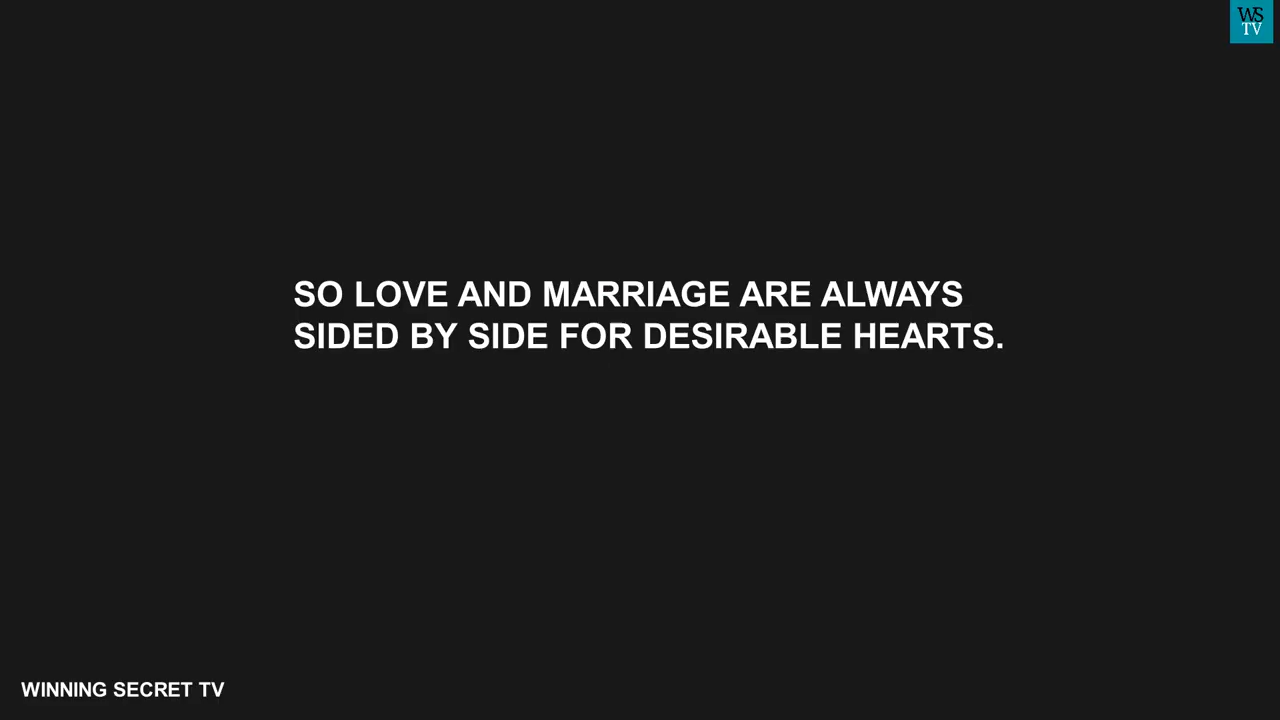 WS
TV
SO LOVE AND MARRIAGE ARE ALWAYS
SIDED BY SIDE FOR DESIRABLE HEARTS.
WINNING SECRET TV